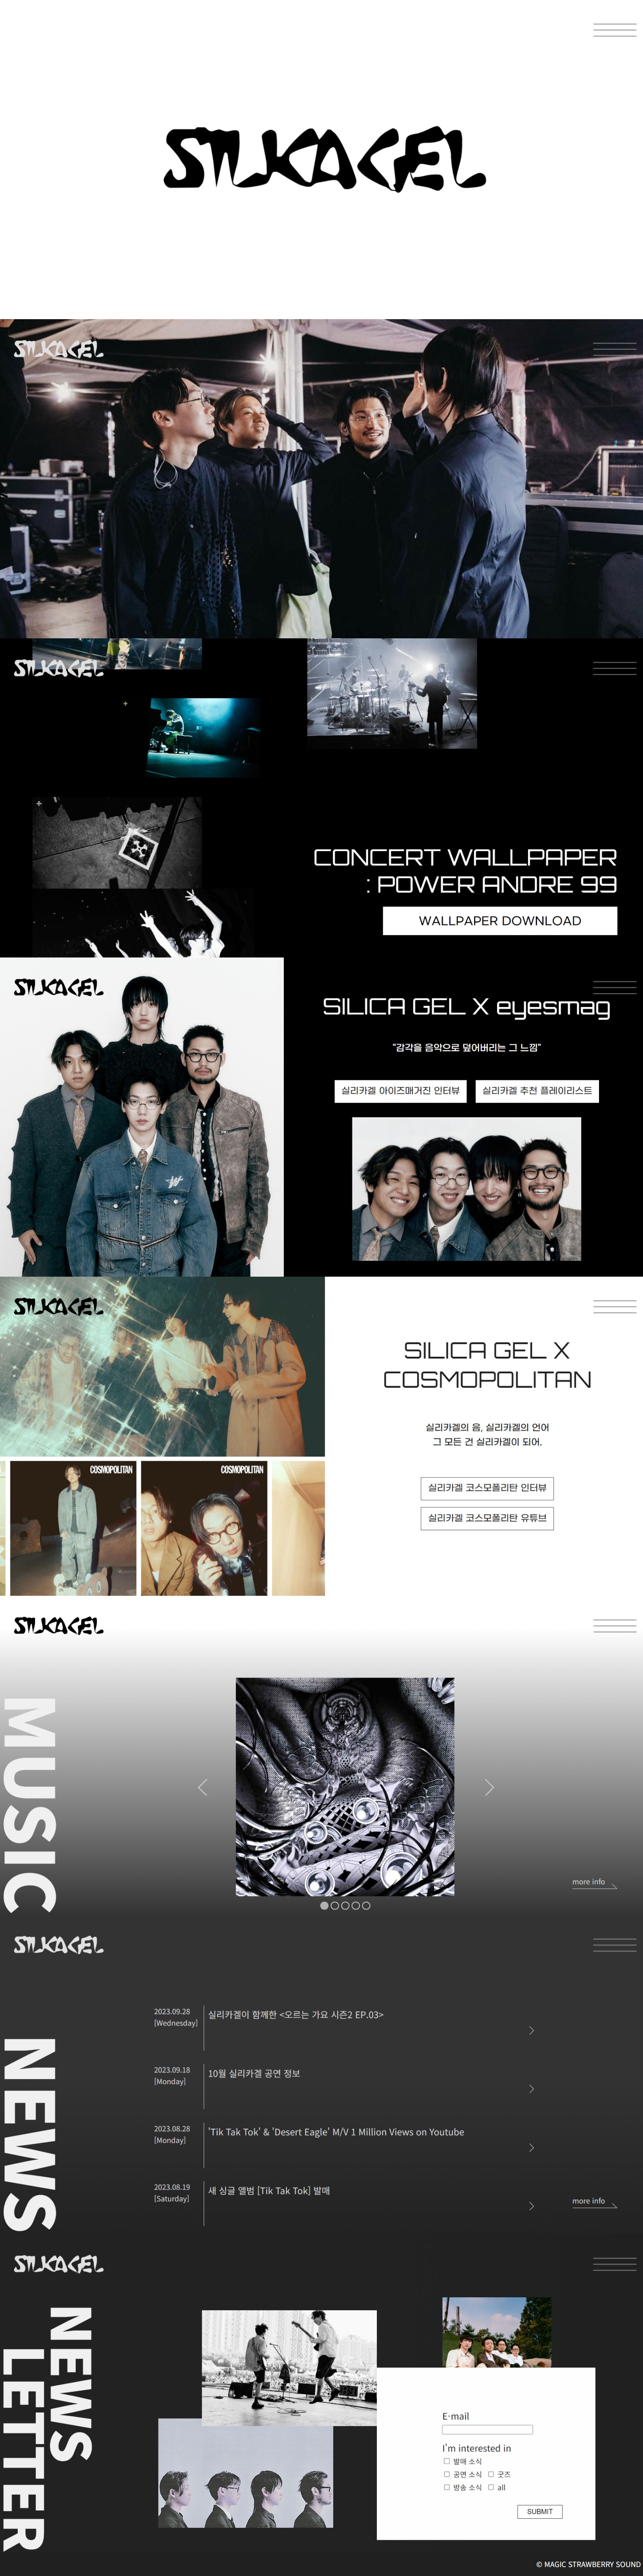 SILICAGEL
SILICAGEL
SILICAGEL
CONCERT WALLPAPER
: POWER ANDRE 99
WALLPAPER DOWNLOAD
SILICAGEL
SILICA GEL X eyesmag
"감각을 음악으로 덮어버리는 그 느낌"
실리카겔 아이즈매거진 인터뷰
실리카겔 추천 플레이리스트
SILICAGEL
SILICA GEL X
COSMOPOLITAN
실리카겔의 음, 실리카겔의 언어
그 모든 건 실리카겔이 되어.
COSMOPOLITAN
COSMOPOLITAN
실리카겔 코스모폴리탄 인터뷰
실리카겔 코스모폴리탄 유튜브
SILICAGEL
MUSIC
more info
SILICAGEL
NEWS
2023.09.28
[Wednesday]
실리카겔이 함께한 <오르는 가요 시즌2 EP.03>
2023.09.18
[Monday]
10월 실리카겔 공연 정보
2023.08.28
[Monday]
'Tik Tak Tok' & 'Desert Eagle' M/V 1 Million Views on Youtube
2023.08.19
[Saturday]
새 싱글 앨범 [Tik Tak Tok] 발매
more info
SILICAGEL
NEWS
LETTER
E-mail
I'm interested in
발매 소식
공연 소식 굿즈
방송 소식 all
SUBMIT
© MAGIC STRAWBERRY SOUND